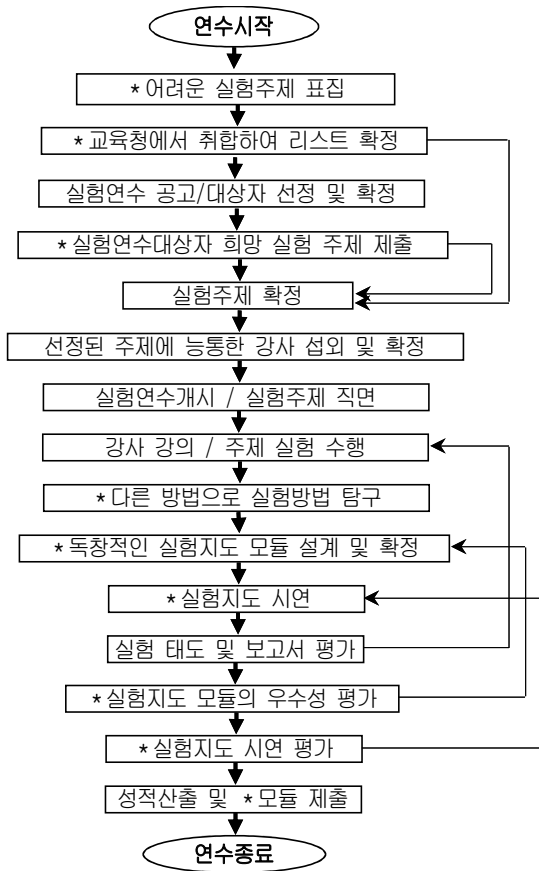 연수시작
*어려운 실험주제 표집
*교육청에서 취합하여 리스트 확정
실험연수 공고/대상자 선정 및 확정
*실험연수대상자 희망 실험 주제 제출
실험주제 확정
선정된 주제에 능통한 강사 섭외 및 확정
실험연수개시 / 실험주제 직면
강사 강의 / 주제 실험 수행
*다른 방법으로 실험방법 탐구
*독창적인 실험지도 모듈 설계 및 확정
*실험지도 시연
실험 태도 및 보고서 평가
*실험지도 모듈의 우수성 평가
*실험지도 시연 평가
성적산출 및 *모듈 제출
연수종료